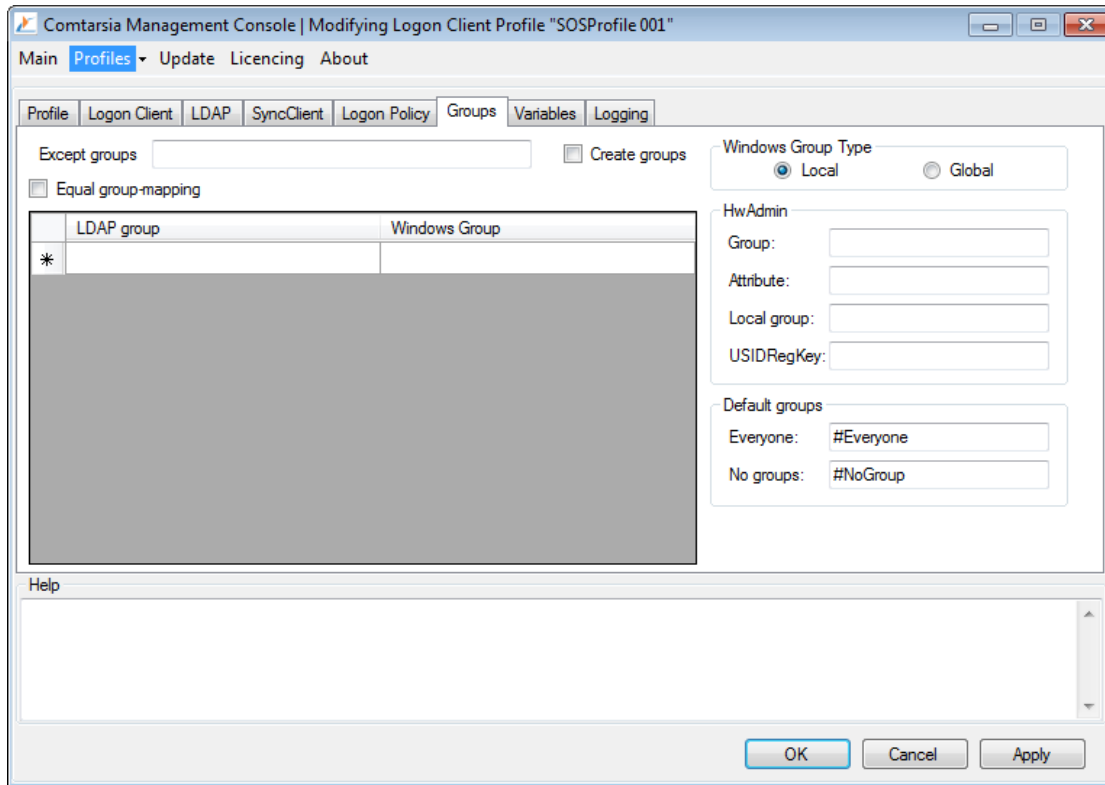 Comtarsia Management Console | Modifying Logon Client Profile "SOSProfile 001"
Main Profiles Update Licencing About
Profile Logon Client LDAP SyncClient Logon Policy Groups Variables Logging
Except groups Create groups
Equal group-mapping
LDAP group Windows Group
Windows Group Type
Local Global
HwAdmin
Group:
Attribute:
Local group:
USIDRegKey:
Default groups
Everyone: #Everyone
No groups: #NoGroup
Help
OK Cancel Apply